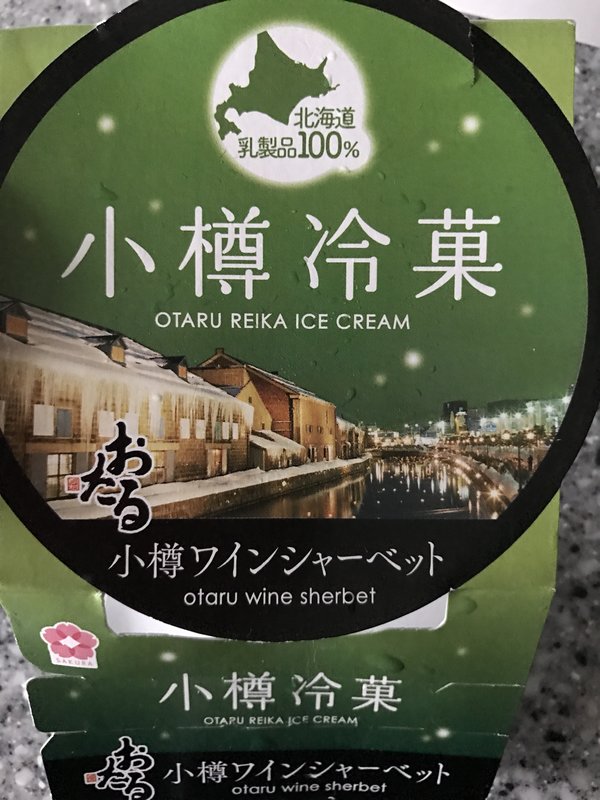 北海道
乳製品100%
小樽冷菓
OTARU REIKA ICE CREAM
おたる
小樽ワインシャーベット
otaru wine sherbet
SAKURA
小樽冷菓
OTARU REIKA ICE CREAM
おたる
小樽ワインシャーベット
otaru wine sherbet